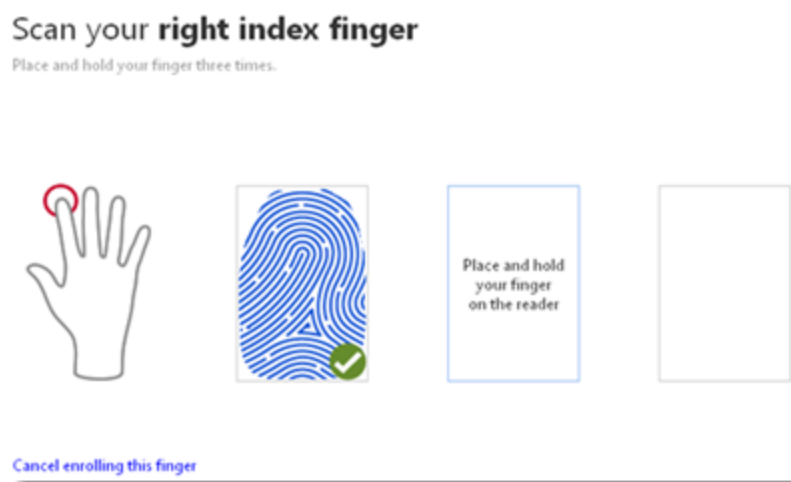 Scan your right index finger
Place and hold your finger three times.
Place and hold
your finger
on the reader
Cancel enrolling this finger